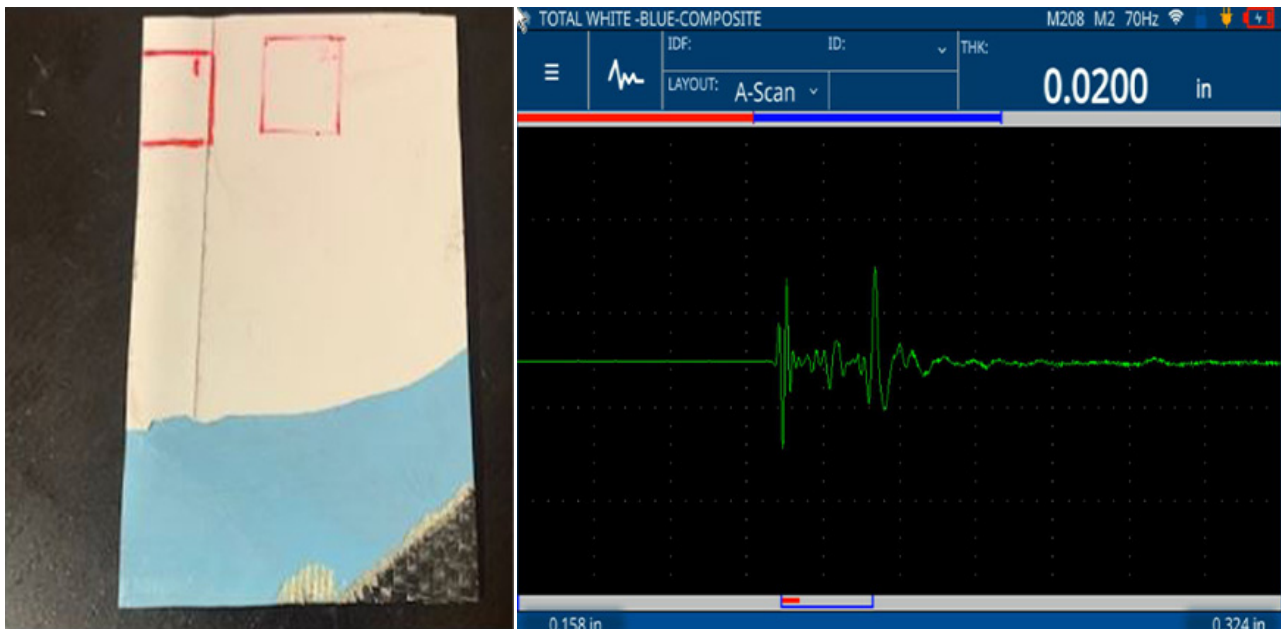 TOTAL WHITE -BLUE-COMPOSITE M208 M2 70Hz
IDF: ID: THK:
LAYOUT: A-Scan 0.0200 in
0.158 in 0.324 in